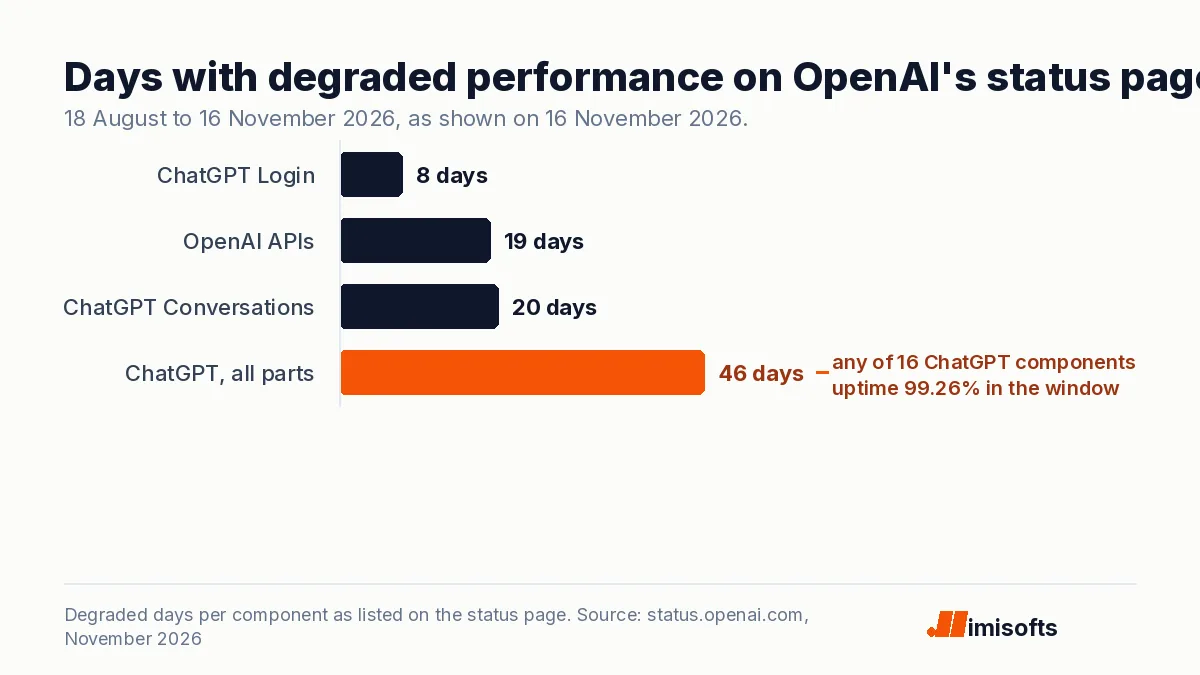 Days with degraded performance on OpenAI's status pag
18 August to 16 November 2026, as shown on 16 November 2026.
ChatGPT Login 8 days
OpenAI APIs 19 days
ChatGPT Conversations 20 days
ChatGPT, all parts 46 days
any of 16 ChatGPT components
uptime 99.26% in the window
Degraded days per component as listed on the status page. Source: status.openai.com,
November 2026
imisofts